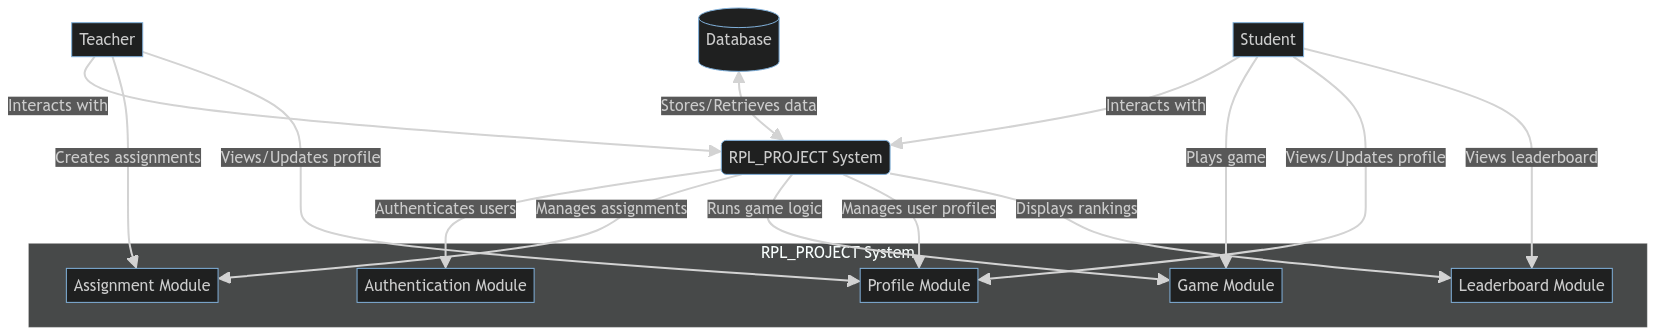 Teacher
Database
Student
Interacts with
Stores/Retrieves data
Interacts with
Creates assignments
Views/Updates profile
RPL_PROJECT System
Plays game
Views/Updates profile
Views leaderboard
Authenticates users
Manages assignments
Runs game logic
Manages user profiles
Displays rankings
RPL_PROJECT System
Assignment Module
Authentication Module
Profile Module
Game Module
Leaderboard Module